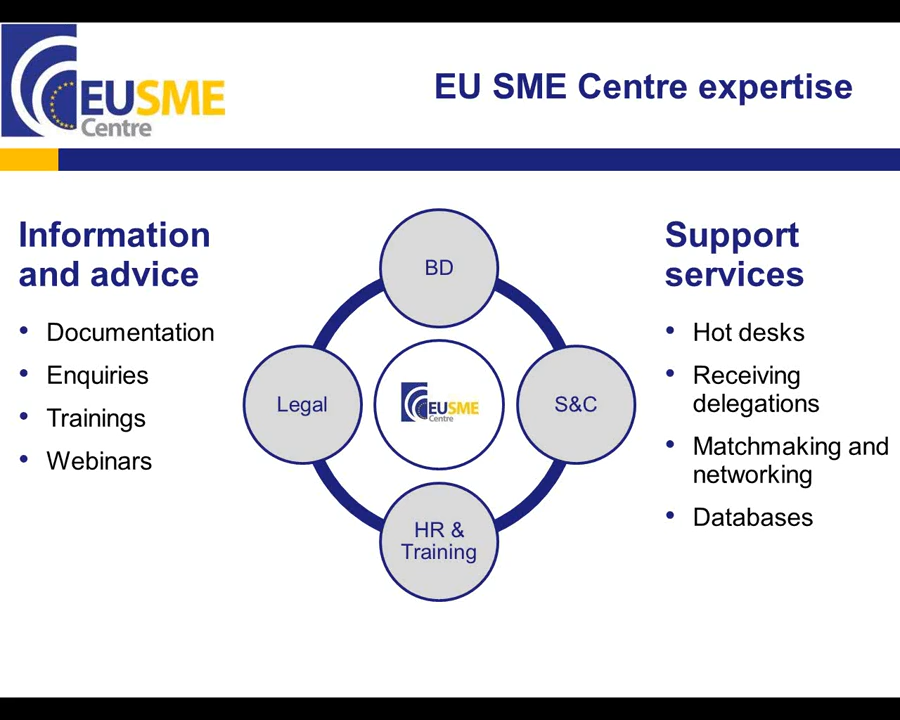 EUSME
Centre
EU SME Centre expertise
Information
and advice
• Documentation
• Enquiries
• Trainings
• Webinars
BD
Legal
EUSME
Centre
S&C
HR &
Training
Support
services
• Hot desks
• Receiving
delegations
• Matchmaking and
networking
• Databases